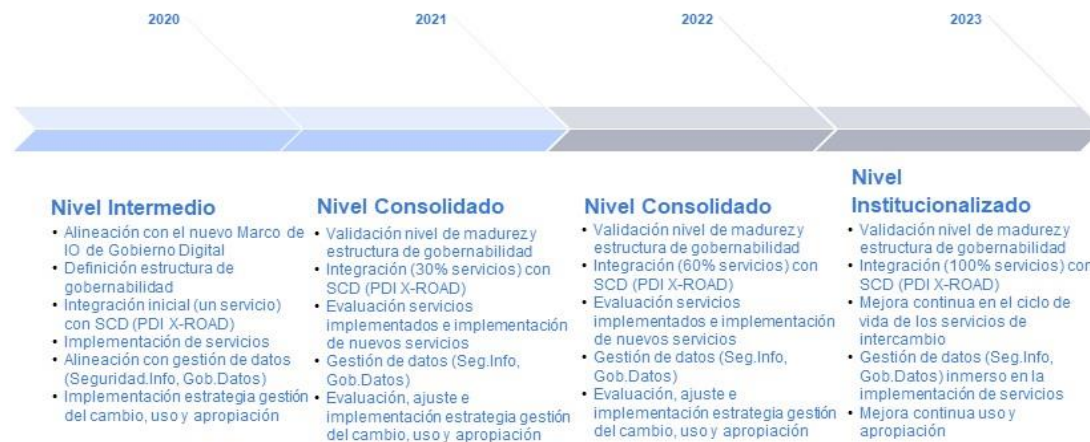 2020
2021
2022
2023
Nivel Intermedio
• Alineación con el nuevo Marco de
IO de Gobierno Digital
• Definición estructura de
gobernabilidad
• Integración inicial (un servicio)
con SCD (PDI X-ROAD)
• Implementación de servicios
• Alineación con gestión de datos
(Seguridad.Info, Gob.Datos)
• Implementación estrategia gestión
del cambio, uso y apropiación
Nivel Consolidado
• Validación nivel de madurez y
estructura de gobernabilidad
• Integración (30% servicios) con
SCD (PDI X-ROAD)
• Evaluación servicios
implementados e implementación
de nuevos servicios
• Gestión de datos (Seg.Info,
Gob.Datos)
• Evaluación, ajuste e
implementación estrategia gestión
del cambio, uso y apropiación
Nivel Consolidado
• Validación nivel de madurez y
estructura de gobernabilidad
• Integración (60% servicios) con
SCD (PDI X-ROAD)
• Evaluación servicios
implementados e implementación
de nuevos servicios
• Gestión de datos (Seg.Info,
Gob.Datos)
• Evaluación, ajuste e
implementación estrategia gestión
del cambio, uso y apropiación
Nivel
Institucionalizado
• Validación nivel de madurez y
estructura de gobernabilidad
• Integración (100% servicios) con
SCD (PDI X-ROAD)
• Mejora continua en el ciclo de
vida de los servicios de
intercambio
• Gestión de datos (Seg.Info,
Gob.Datos) inmerso en la
implementación de servicios
• Mejora continua uso y
apropiación